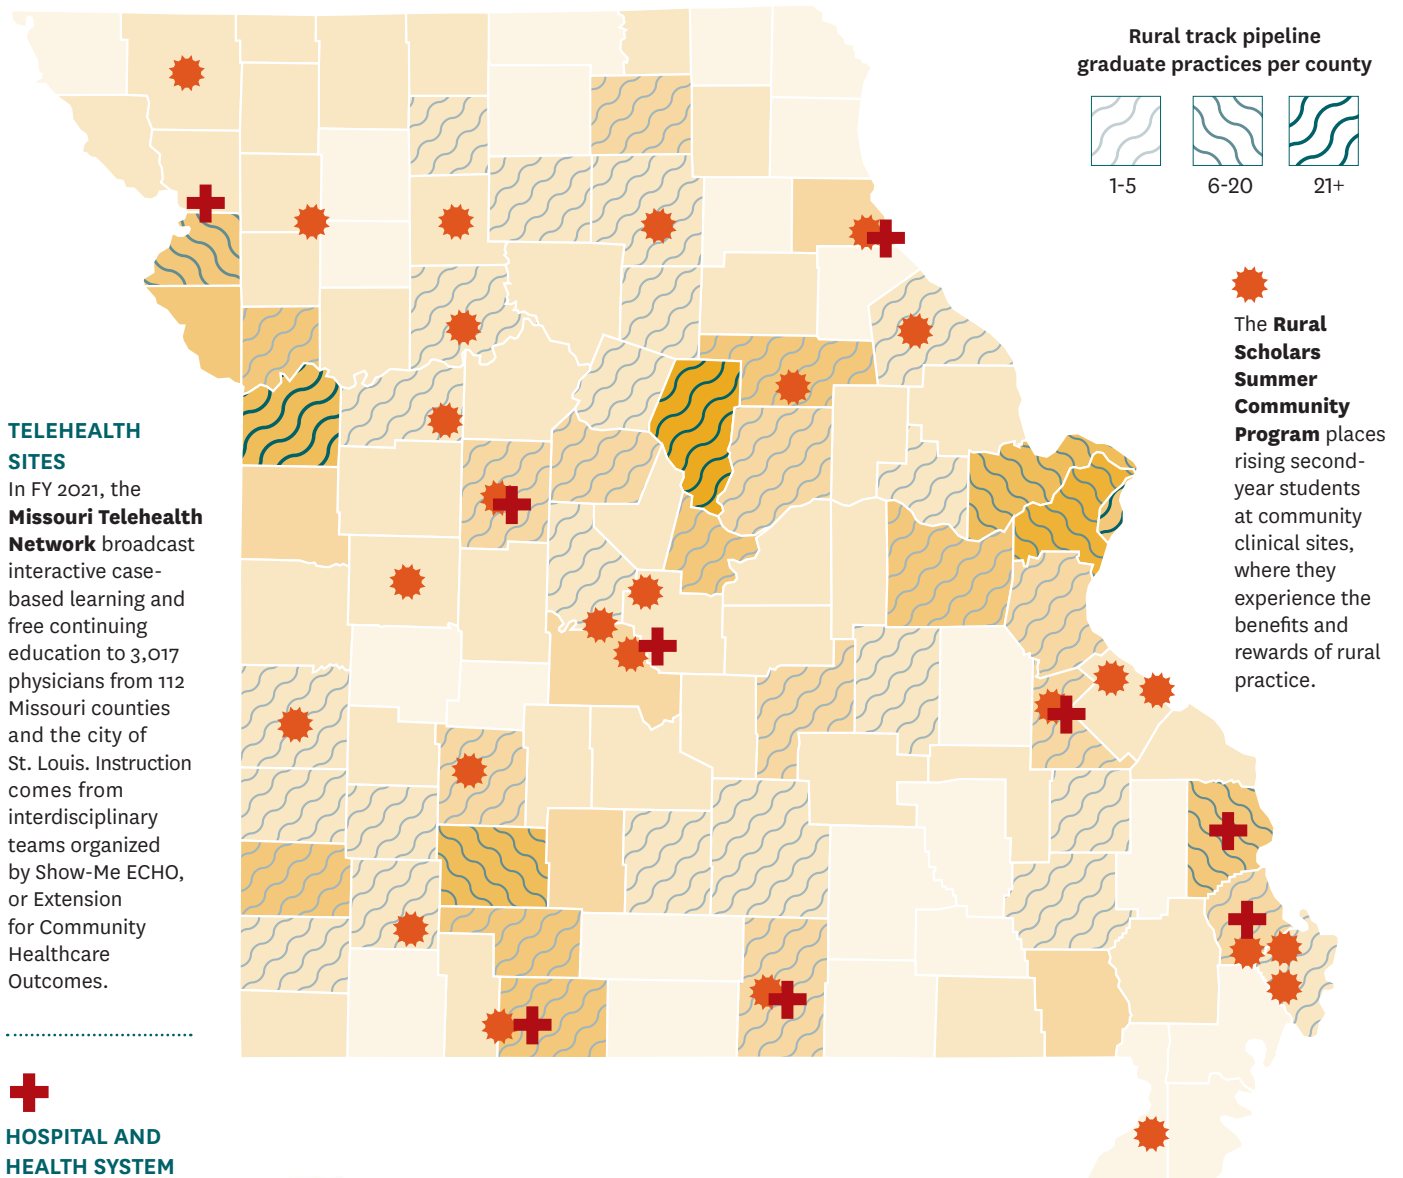 Rural track pipeline
graduate practices per county
1-5
6-20
21+
The Rural
Scholars
Summer
Community
Program places
rising second-
year students
at community
clinical sites,
where they
experience the
benefits and
rewards of rural
practice.
TELEHEALTH
SITES
In FY 2021, the
Missouri Telehealth
Network broadcast
interactive case-
based learning and
free continuing
education to 3,017
physicians from 112
Missouri counties
and the city of
St. Louis. Instruction
comes from
interdisciplinary
teams organized
by Show-Me ECHO,
or Extension
for Community
Healthcare
Outcomes.
HOSPITAL AND
HEALTH SYSTEM